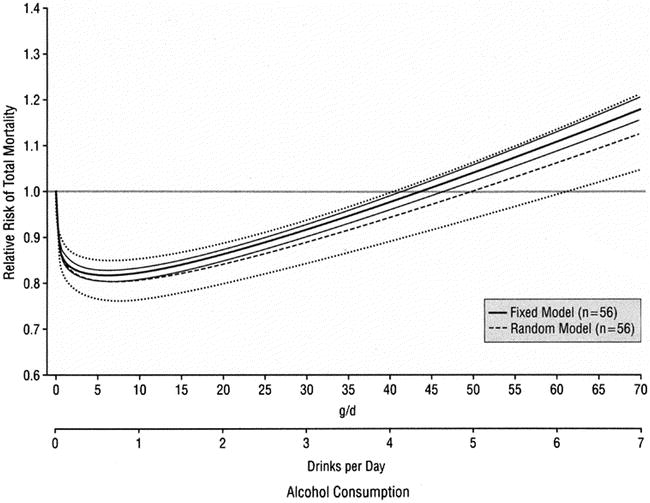 Relative Risk of Total Mortality
1.4
1.3
1.2
1.1
1.0
0.9
0.8
0.7
0.6
Fixed Model (n=56)
Random Model (n=56)
0 5 10 15 20 25 30 35 40 45 50 55 60 65 70
g/d
0 1 2 3 4 5 6 7
Drinks per Day
Alcohol Consumption